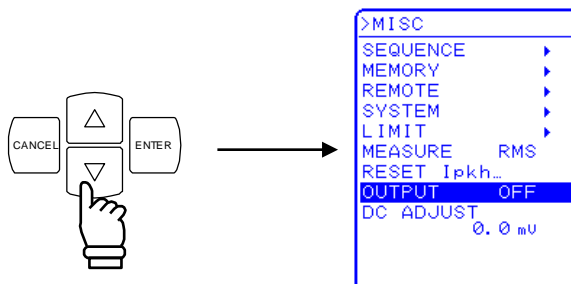 CANCEL
ENTER
>MISC
SEQUENCE
MEMORY
REMOTE
SYSTEM
LIMIT
MEASURE RMS
RESET Ipkh…
OUTPUT OFF
DC ADJUST
0.0 mV